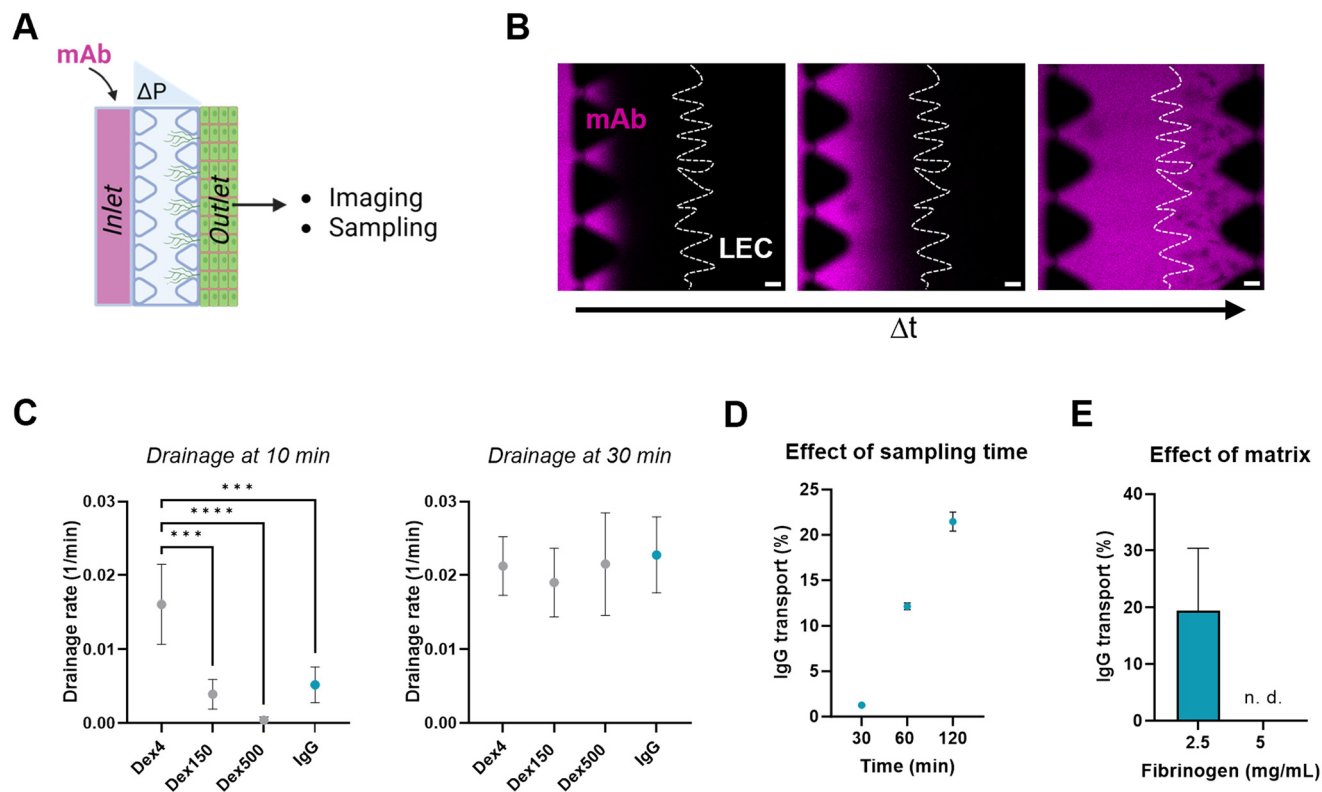 A
mAb
ΔP
Inlet
Outlet
• Imaging
• Sampling
B
mAb
LEC
Δt
C
Drainage at 10 min
Drainage rate (1/min)
0.03
0.02
0.01
0.00
* * *
* * * *
* * *
Dex4
Dex150
Dex500
IgG
Drainage at 30 min
Drainage rate (1/min)
0.03
0.02
0.01
0.00
Dex4
Dex150
Dex500
IgG
D
Effect of sampling time
IgG transport (%)
25
20
15
10
5
0
30 60 120
Time (min)
E
Effect of matrix
IgG transport (%)
40
30
20
10
0
n. d.
2.5 5
Fibrinogen (mg/mL)